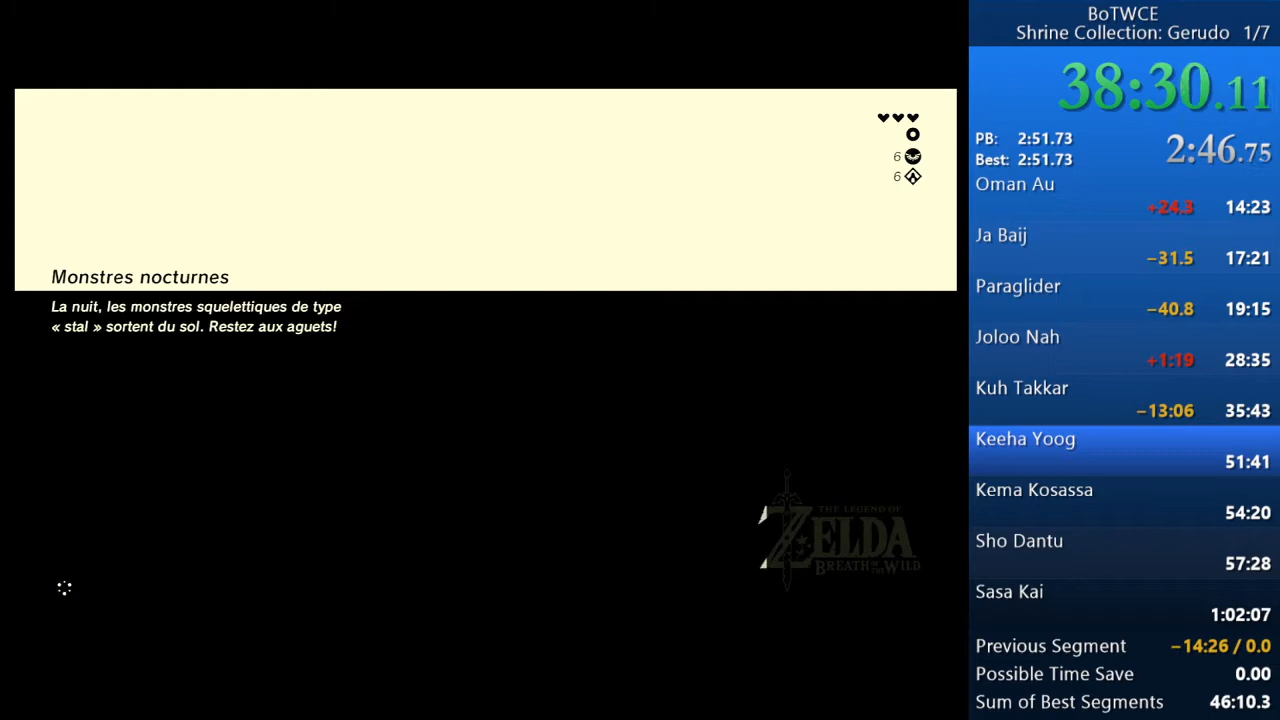 6
6
Monstres nocturnes
La nuit, les monstres squelettiques de type
« stal » sortent du sol. Restez aux aguets!
THE LEGEND OF
ZELDA
BREATH OF THE WILD
BoTWCE
Shrine Collection: Gerudo 1/7
38:30.11
PB: 2:51.73
Best: 2:51.73
2:46.75
Oman Au
+24.3 14:23
Ja Baij
−31.5 17:21
Paraglider
−40.8 19:15
Joloo Nah
+1:19 28:35
Kuh Takkar
−13:06 35:43
Keeha Yoog
51:41
Kema Kosassa
54:20
Sho Dantu
57:28
Sasa Kai
1:02:07
Previous Segment −14:26 / 0.0
Possible Time Save 0.00
Sum of Best Segments 46:10.3